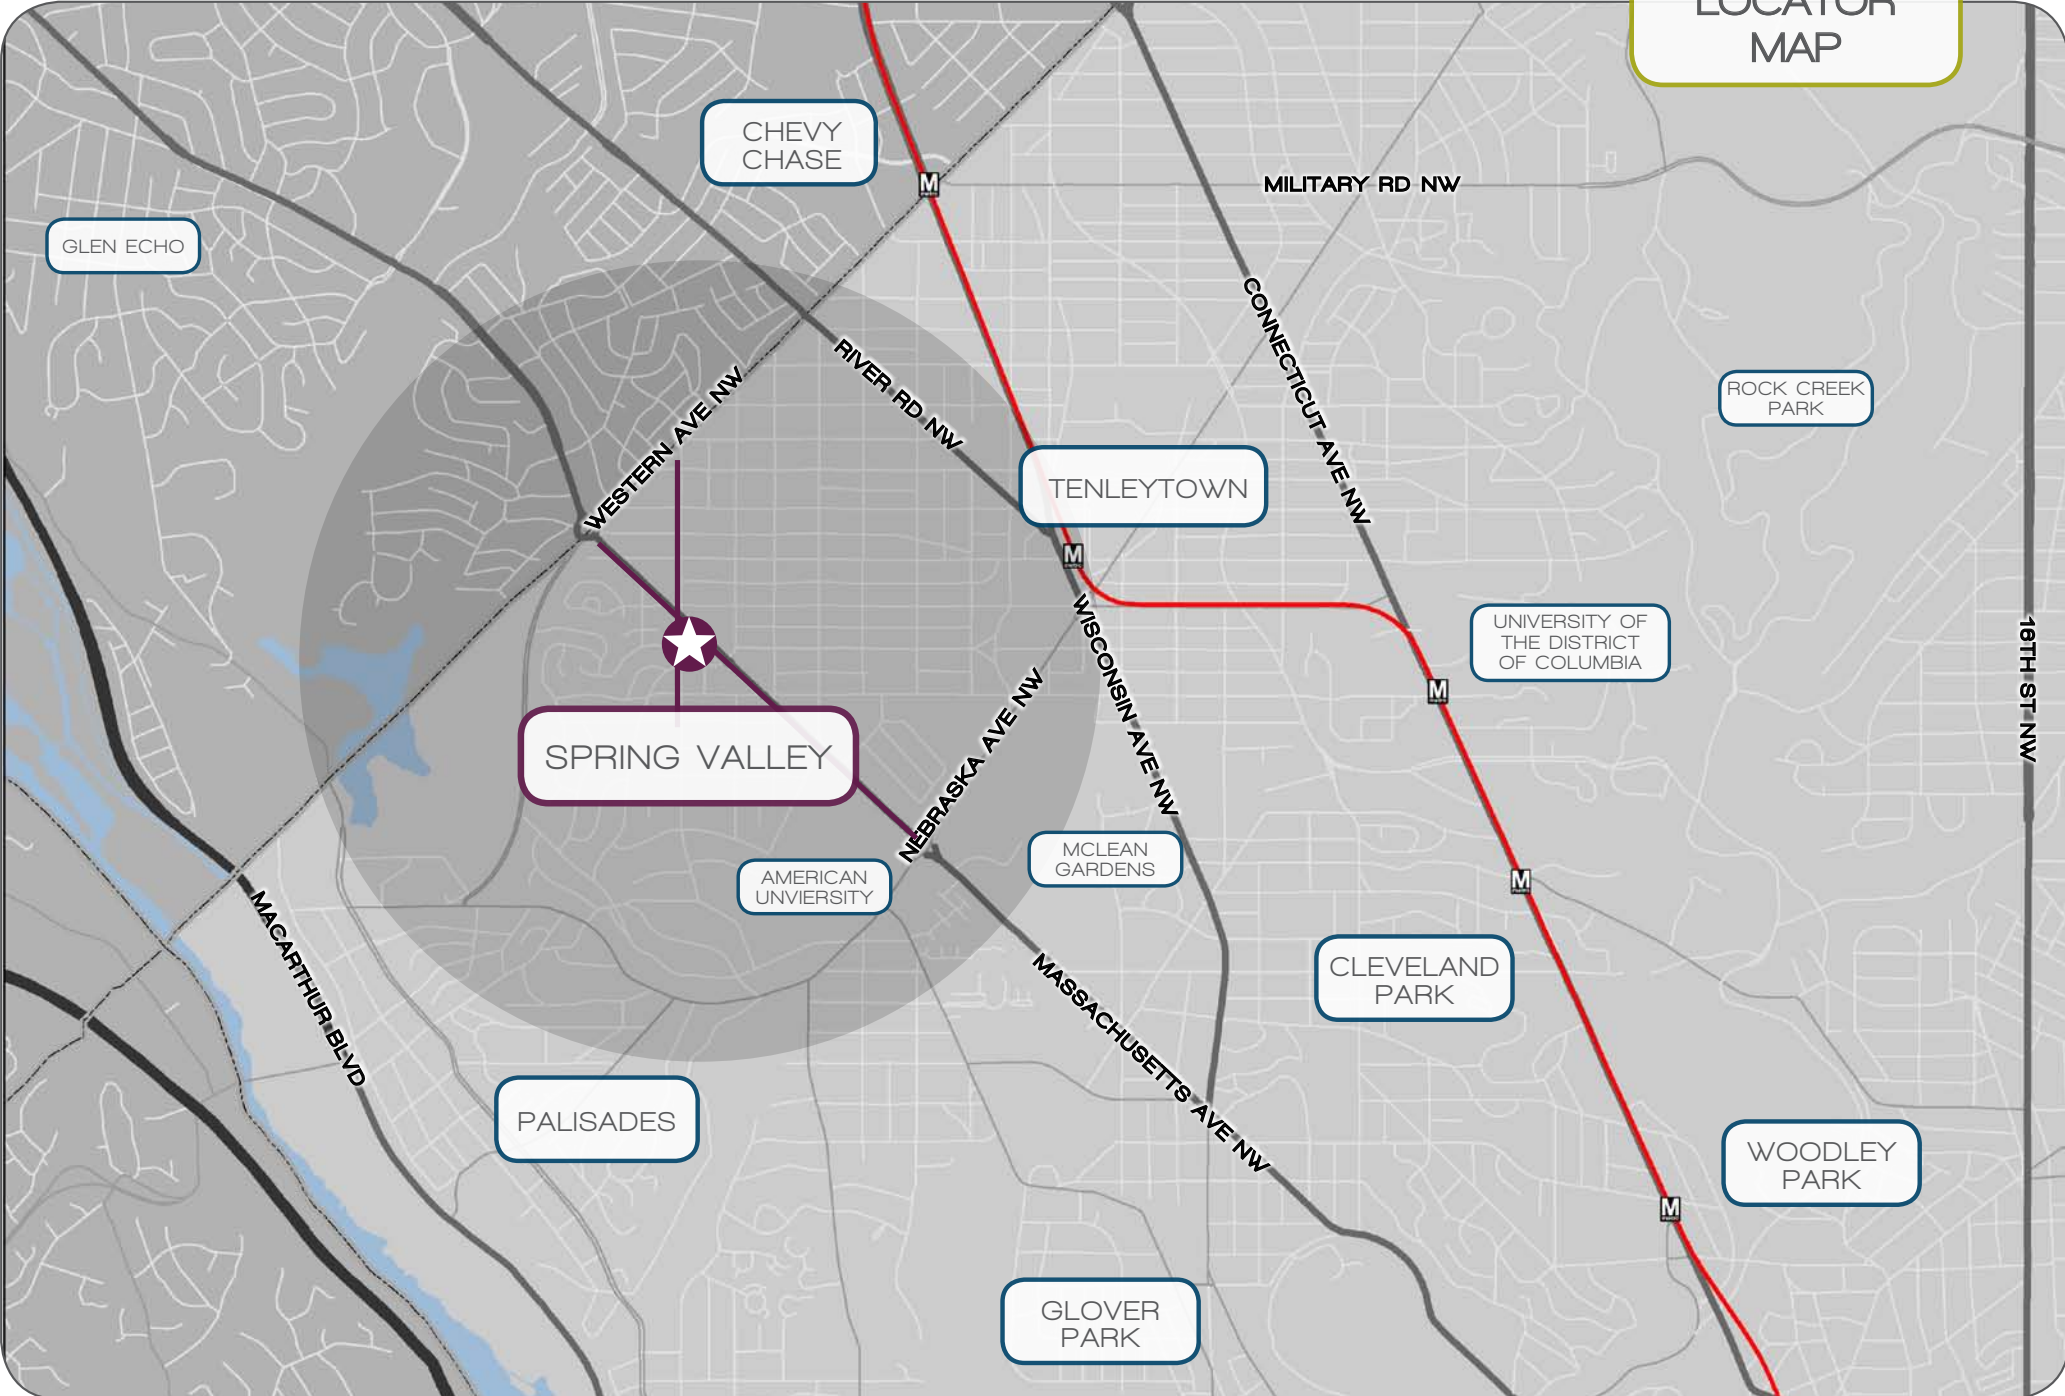 LOCATOR
MAP
CHEVY
CHASE
M
MILITARY RD NW
GLEN ECHO
CONNECTICUT AVE NW
RIVER RD NW
WESTERN AVE NW
ROCK CREEK
PARK
TENLEYTOWN
M
WISCONSIN AVE NW
UNIVERSITY OF
THE DISTRICT
OF COLUMBIA
16TH ST NW
M
NEBRASKA AVE NW
SPRING VALLEY
MCLEAN
GARDENS
AMERICAN
UNVIERSITY
M
MACARTHUR BLVD
MASSACHUSETTS AVE NW
CLEVELAND
PARK
PALISADES
WOODLEY
PARK
M
GLOVER
PARK